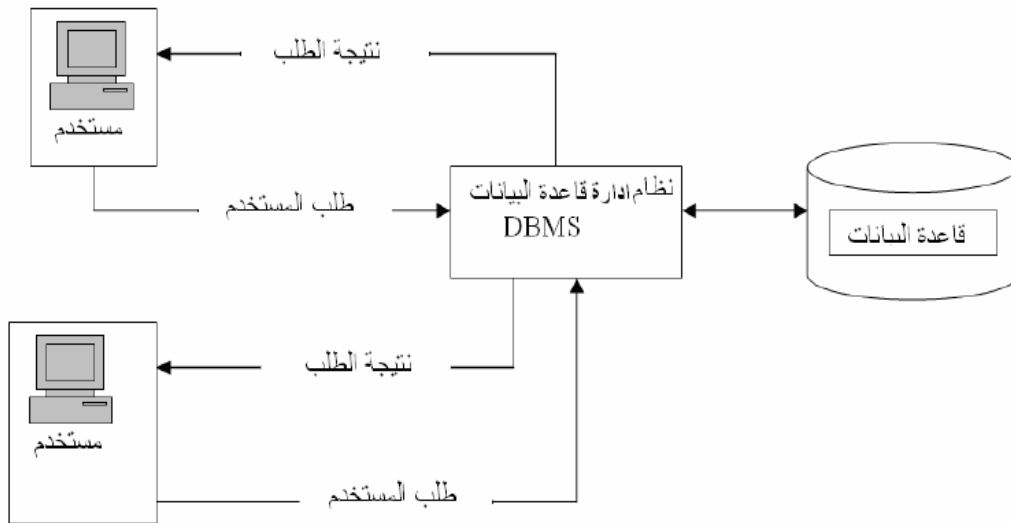 نتيجة الطلب
مستخدم
طلب المستخدم
نظام ادارة قاعدة البيانات
DBMS
قاعدة البيانات
نتيجة الطلب
مستخدم
طلب المستخدم